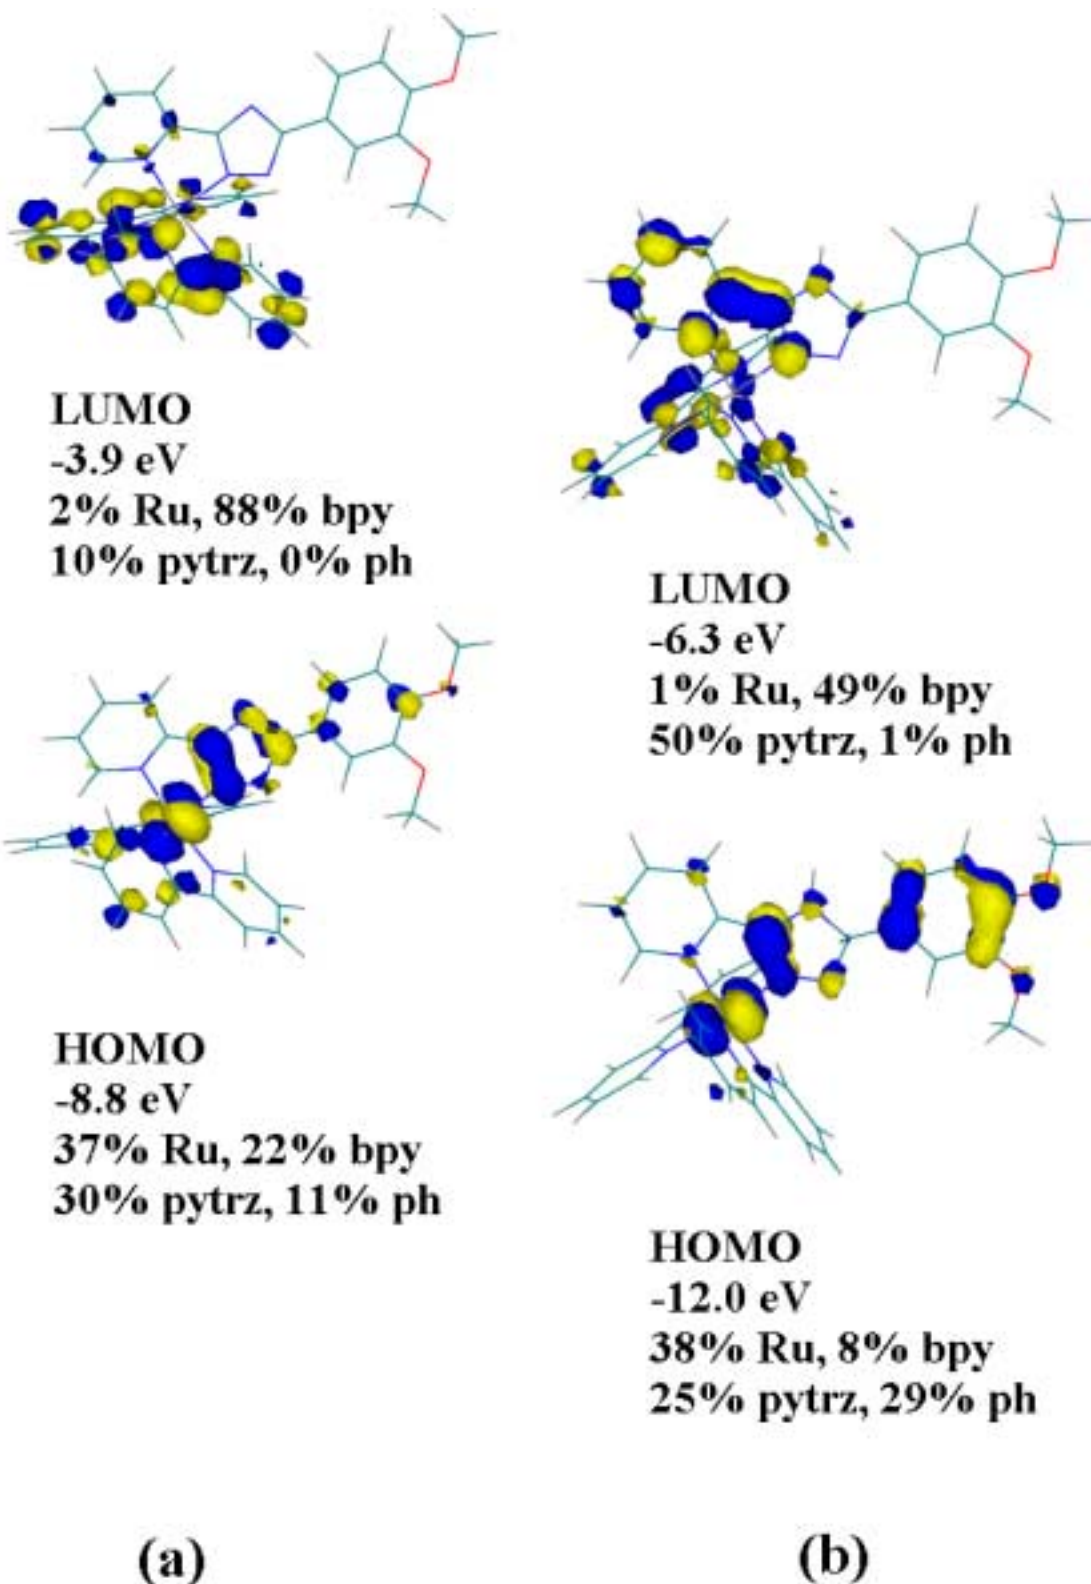 LUMO
-3.9 eV
2% Ru, 88% bpy
10% pytrz, 0% ph
HOMO
-8.8 eV
37% Ru, 22% bpy
30% pytrz, 11% ph
(a)
LUMO
-6.3 eV
1% Ru, 49% bpy
50% pytrz, 1% ph
HOMO
-12.0 eV
38% Ru, 8% bpy
25% pytrz, 29% ph
(b)